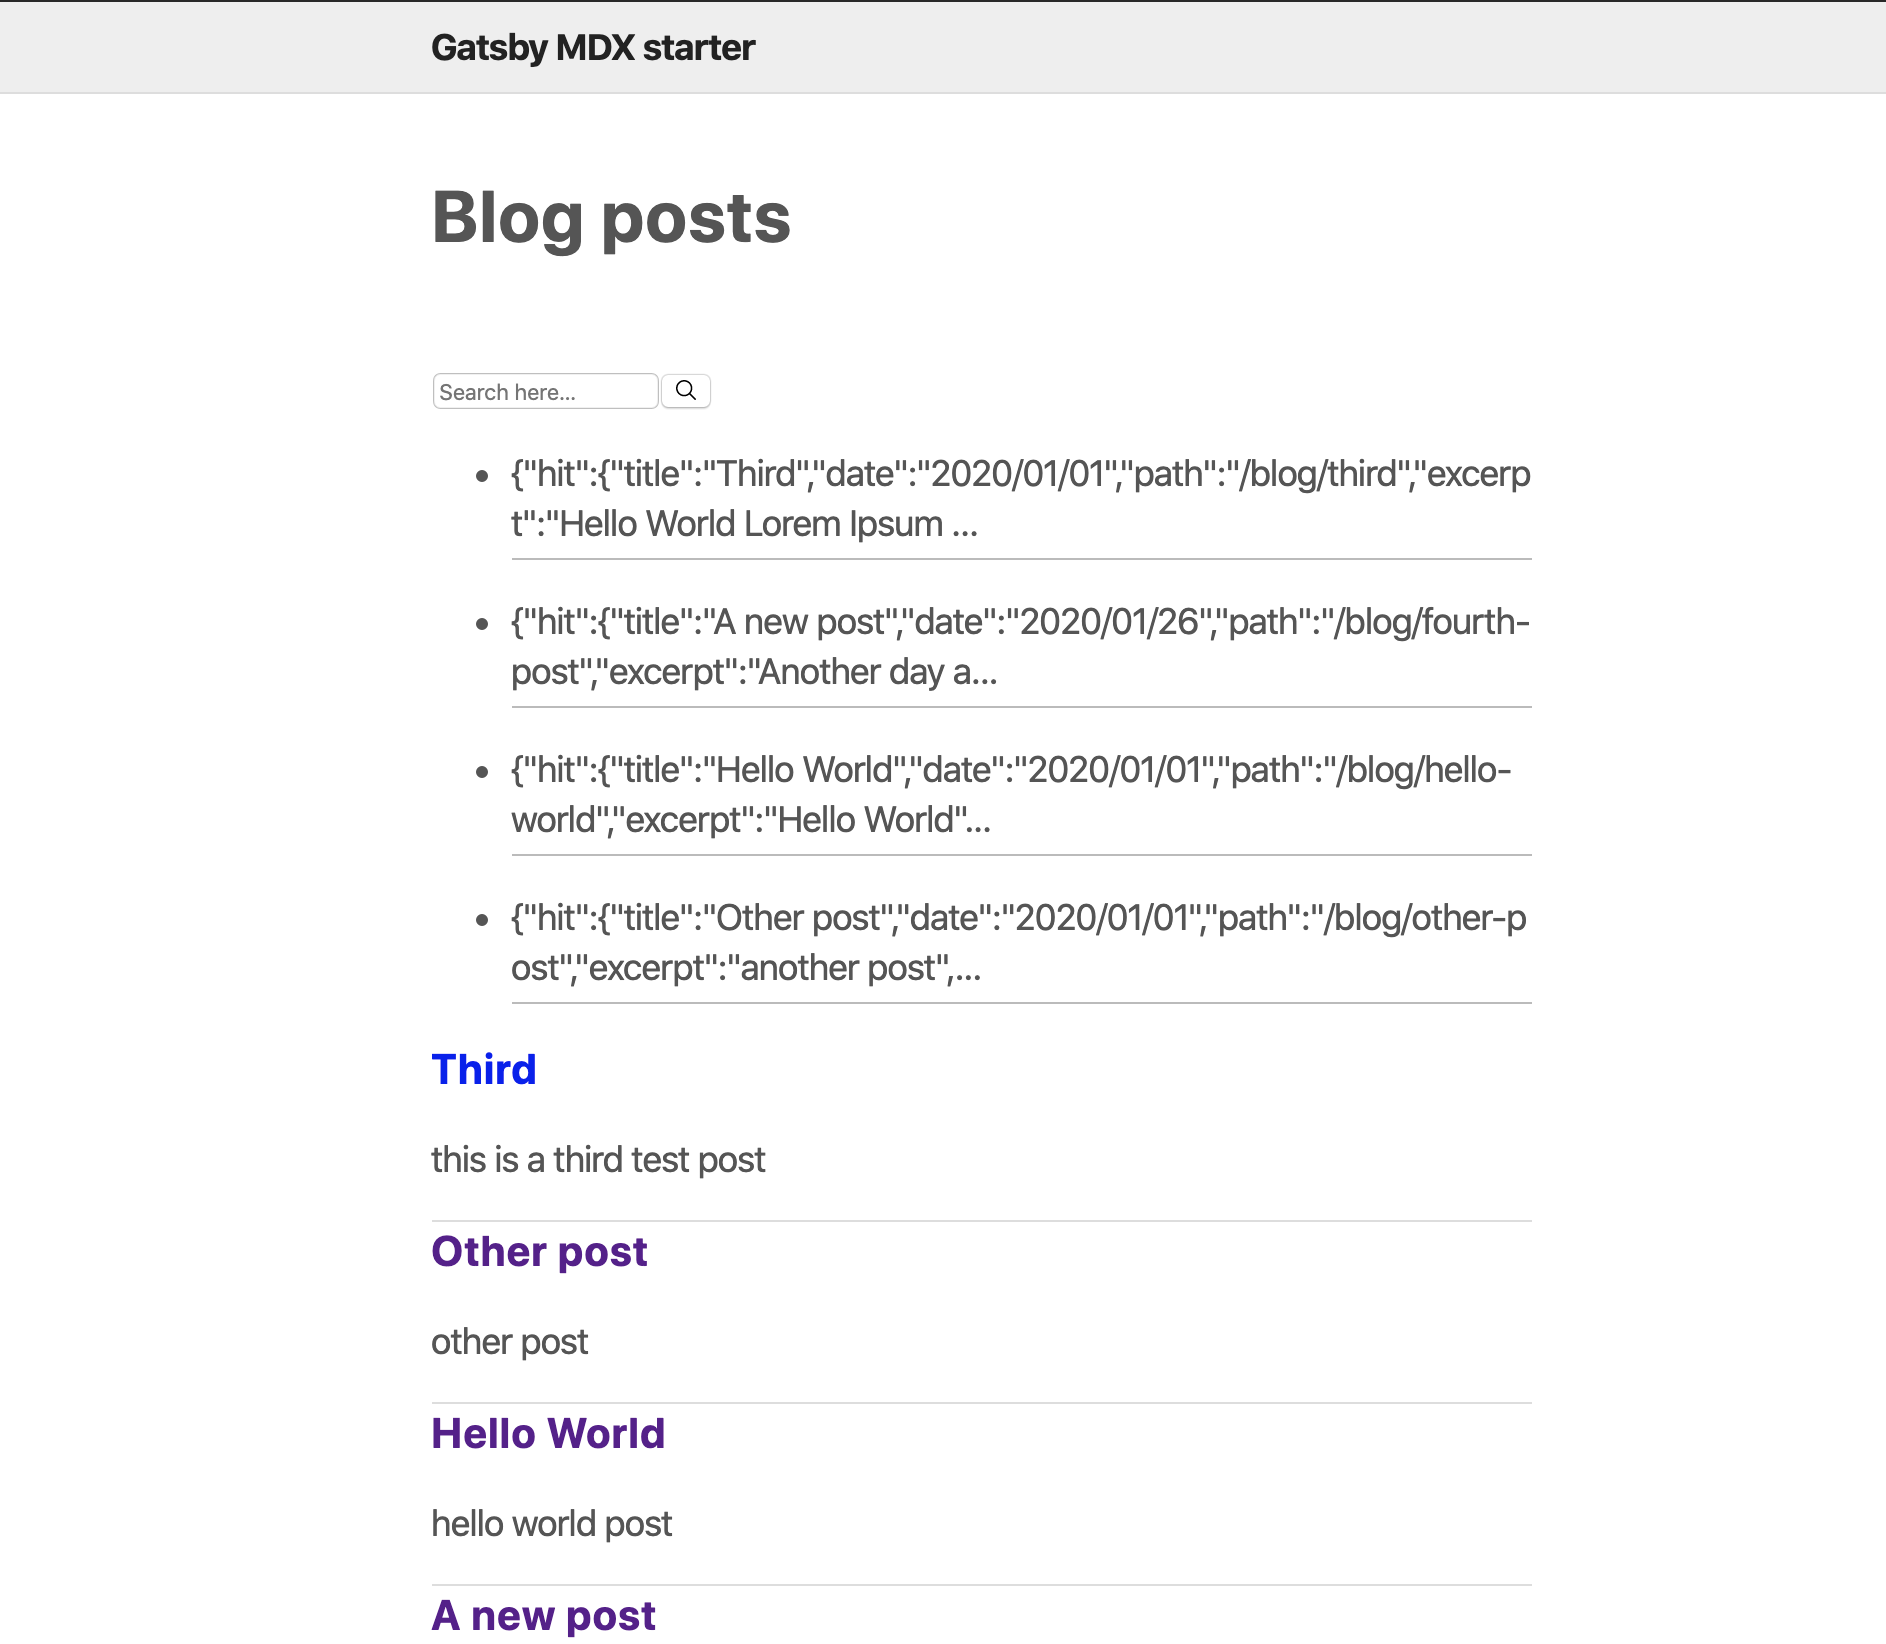 Gatsby MDX starter
Blog posts
Search here...
{"hit":{"title":"Third","date":"2020/01/01","path":"/blog/third","excerp
t":"Hello World Lorem Ipsum ...
{"hit":{"title":"A new post","date":"2020/01/26","path":"/blog/fourth-
post","excerpt":"Another day a...
{"hit":{"title":"Hello World","date":"2020/01/01","path":"/blog/hello-
world","excerpt":"Hello World"...
{"hit":{"title":"Other post","date":"2020/01/01","path":"/blog/other-p
ost","excerpt":"another post",...
Third
this is a third test post
Other post
other post
Hello World
hello world post
A new post